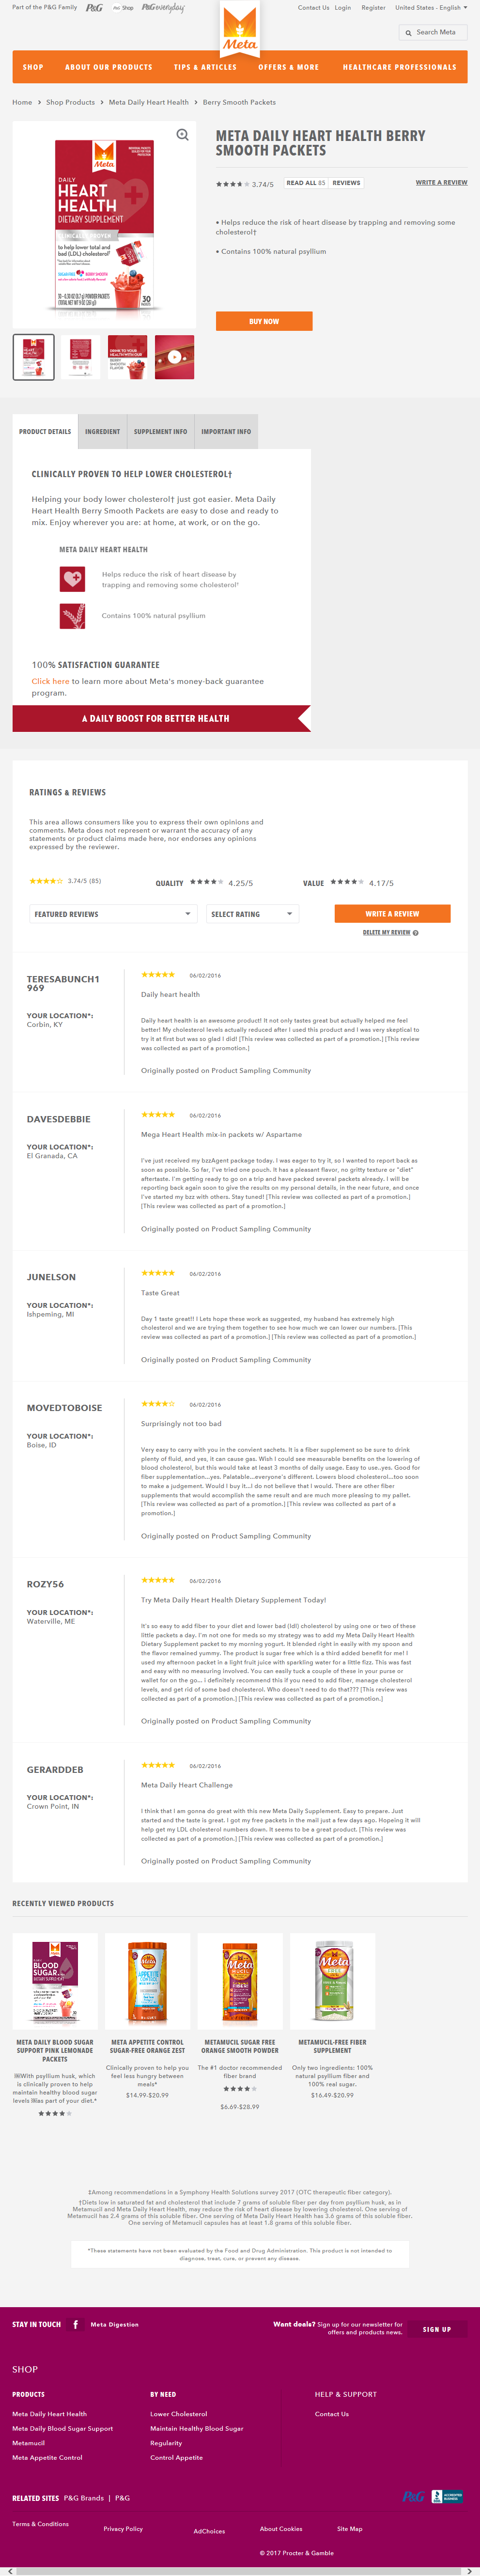 Part of the P&G Family P&G P&G Shop P&G everyday
Contact Us Login Register United States - English
Meta
Search Meta
SHOP ABOUT OUR PRODUCTS TIPS & ARTICLES OFFERS & MORE HEALTHCARE PROFESSIONALS
Home > Shop Products > Meta Daily Heart Health > Berry Smooth Packets
Meta
DAILY
HEART
HEALTH
DIETARY SUPPLEMENT
CLINICALLY PROVEN
to help lower total and
bad (LDL) cholesterol*
30
PACKETS
META DAILY HEART HEALTH BERRY
SMOOTH PACKETS
3.74/5 READ ALL 85 REVIEWS WRITE A REVIEW
• Helps reduce the risk of heart disease by trapping and removing some
cholesterol†
• Contains 100% natural psyllium
BUY NOW
PRODUCT DETAILS INGREDIENT SUPPLEMENT INFO IMPORTANT INFO
CLINICALLY PROVEN TO HELP LOWER CHOLESTEROL†
Helping your body lower cholesterol† just got easier. Meta Daily
Heart Health Berry Smooth Packets are easy to dose and ready to
mix. Enjoy wherever you are: at home, at work, or on the go.
META DAILY HEART HEALTH
Helps reduce the risk of heart disease by
trapping and removing some cholesterol†
Contains 100% natural psyllium
100% SATISFACTION GUARANTEE
Click here to learn more about Meta's money-back guarantee
program.
A DAILY BOOST FOR BETTER HEALTH
RATINGS & REVIEWS
This area allows consumers like you to express their own opinions and
comments. Meta does not represent or warrant the accuracy of any
statements or product claims made here, nor endorses any opinions
expressed by the reviewer.
3.74/5 (85) QUALITY 4.25/5 VALUE 4.17/5
FEATURED REVIEWS SELECT RATING WRITE A REVIEW
DELETE MY REVIEW ?
TERESABUNCH1
969
YOUR LOCATION*:
Corbin, KY
06/02/2016
Daily heart health
Daily heart health is an awesome product! It not only tastes great but actually helped me feel
better! My cholesterol levels actually reduced after I used this product and I was very skeptical to
try it at first but was so glad I did! [This review was collected as part of a promotion.] [This review
was collected as part of a promotion.]
Originally posted on Product Sampling Community
DAVESDEBBIE
YOUR LOCATION*:
El Granada, CA
06/02/2016
Mega Heart Health mix-in packets w/ Aspartame
I've just received my bzzAgent package today. I was eager to try it, so I wanted to report back as
soon as possible. So far, I've tried one pouch. It has a pleasant flavor, no gritty texture or "diet"
aftertaste. I'm getting ready to go on a trip and have packed several packets already. I will be
reporting back again soon to give the results on my personal details, in the near future, and once
I've started my bzz with others. Stay tuned! [This review was collected as part of a promotion.]
[This review was collected as part of a promotion.]
Originally posted on Product Sampling Community
JUNELSON
YOUR LOCATION*:
Ishpeming, MI
06/02/2016
Taste Great
Day 1 taste great!! I Lets hope these work as suggested, my husband has extremely high
cholesterol and we are trying them together to see how much we can lower our numbers. [This
review was collected as part of a promotion.] [This review was collected as part of a promotion.]
Originally posted on Product Sampling Community
MOVEDTOBOISE
YOUR LOCATION*:
Boise, ID
06/02/2016
Surprisingly not too bad
Very easy to carry with you in the convient sachets. It is a fiber supplement so be sure to drink
plenty of fluid, and yes, it can cause gas. Wish I could see measurable benefits on the lowering of
blood cholesterol, but this would take at least 3 months of daily usage. Easy to use..yes. Good for
fiber supplementation...yes. Palatable...everyone's different. Lowers blood cholesterol...too soon
to make a judgement. Would I buy it...I do not believe that I would. There are other fiber
supplements that would accomplish the same result and are much more pleasing to my pallet.
[This review was collected as part of a promotion.] [This review was collected as part of a
promotion.]
Originally posted on Product Sampling Community
ROZY56
YOUR LOCATION*:
Waterville, ME
06/02/2016
Try Meta Daily Heart Health Dietary Supplement Today!
It's so easy to add fiber to your diet and lower bad (ldl) cholesterol by using one or two of these
little packets a day. I'm not one for meds so my strategy was to add my Meta Daily Heart Health
Dietary Supplement packet to my morning yogurt. It blended right in easily with my spoon and
the flavor remained yummy. The product is sugar free which is a third added benefit for me! I
used my afternoon packet in a light fruit juice with sparkling water for a little fizz. This was fast
and easy with no measuring involved. You can easily tuck a couple of these in your purse or
wallet for on the go... I definitely recommend this if you need to add fiber, manage cholesterol
levels, and get rid of some bad cholesterol. Who doesn't need to do that??? [This review was
collected as part of a promotion.] [This review was collected as part of a promotion.]
Originally posted on Product Sampling Community
GERARDDEB
YOUR LOCATION*:
Crown Point, IN
06/02/2016
Meta Daily Heart Challenge
I think that I am gonna do great with this new Meta Daily Supplement. Easy to prepare. Just
started and the taste is great. I got my free packets in the mail just a few days ago. Hopeing it will
help get my LDL cholesterol numbers down. It seems to be a great product. [This review was
collected as part of a promotion.] [This review was collected as part of a promotion.]
Originally posted on Product Sampling Community
RECENTLY VIEWED PRODUCTS
META DAILY BLOOD SUGAR
SUPPORT PINK LEMONADE
PACKETS
With psyllium husk, which
is clinically proven to help
maintain healthy blood sugar
levels as part of your diet.*
META APPETITE CONTROL
SUGAR-FREE ORANGE ZEST
Clinically proven to help you
feel less hungry between
meals*
$14.99-$20.99
METAMUCIL SUGAR FREE
ORANGE SMOOTH POWDER
The #1 doctor recommended
fiber brand
$6.69-$28.99
METAMUCIL-FREE FIBER
SUPPLEMENT
Only two ingredients: 100%
natural psyllium fiber and
100% real sugar.
$16.49-$20.99
‡Among recommendations in a Symphony Health Solutions survey 2017 (OTC therapeutic fiber category).
†Diets low in saturated fat and cholesterol that include 7 grams of soluble fiber per day from psyllium husk, as in
Metamucil and Meta Daily Heart Health, may reduce the risk of heart disease by lowering cholesterol. One serving of
Metamucil has 2.4 grams of this soluble fiber. One serving of Meta Daily Heart Health has 3.6 grams of this soluble fiber.
One serving of Metamucil capsules has at least 1.8 grams of this soluble fiber.
*These statements have not been evaluated by the Food and Drug Administration. This product is not intended to
diagnose, treat, cure, or prevent any disease.
STAY IN TOUCH f Meta Digestion
Want deals? Sign up for our newsletter for
offers and products news.
SIGN UP
SHOP
PRODUCTS BY NEED HELP & SUPPORT
Meta Daily Heart Health Lower Cholesterol Contact Us
Meta Daily Blood Sugar Support Maintain Healthy Blood Sugar
Metamucil Regularity
Meta Appetite Control Control Appetite
RELATED SITES P&G Brands | P&G
P&G ACCREDITED BUSINESS
Terms & Conditions Privacy Policy AdChoices About Cookies Site Map
© 2017 Procter & Gamble